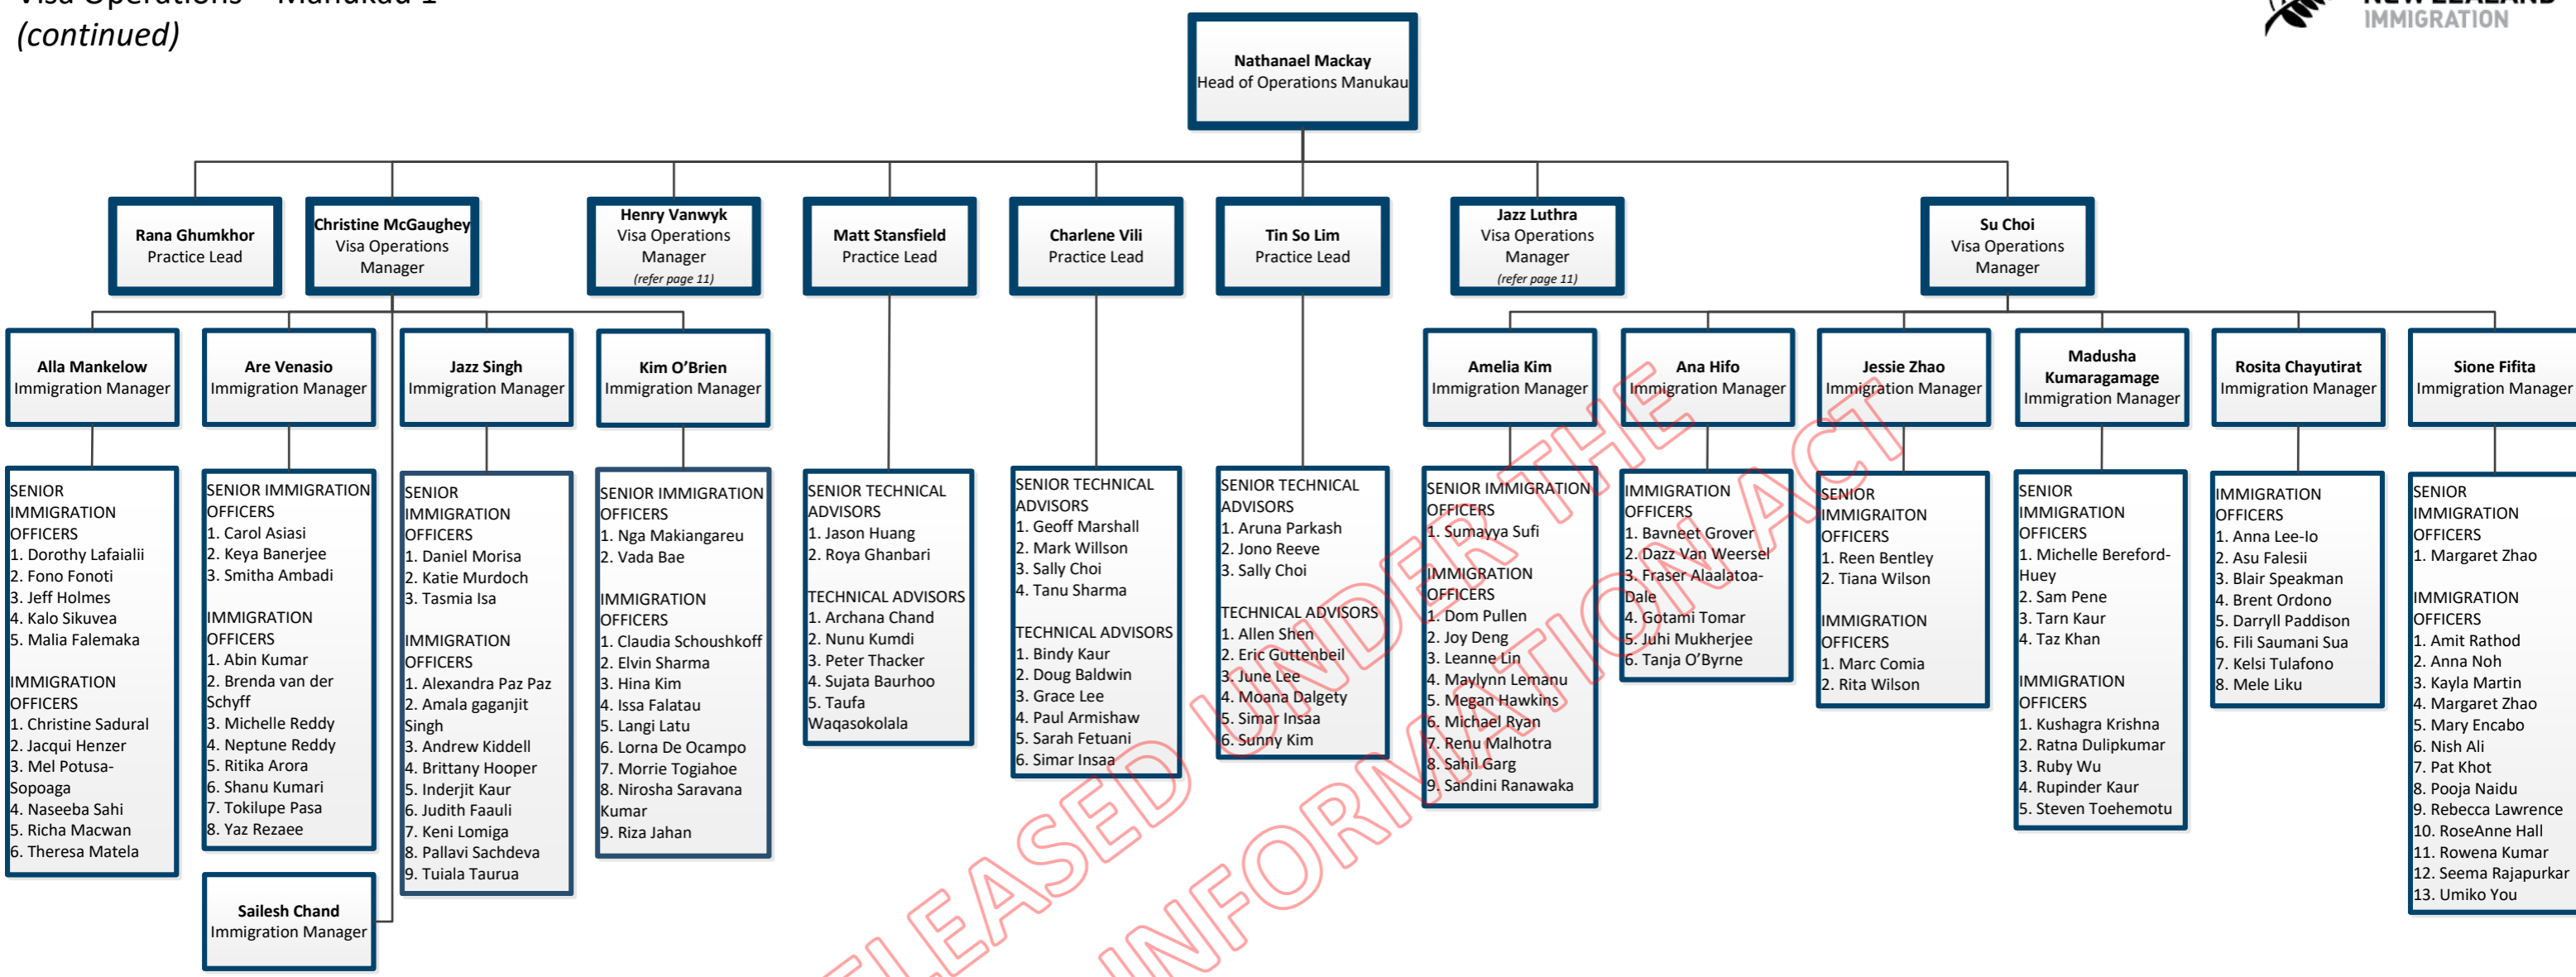 Visa Operations – Manukau 1
(continued)
NEW ZEALAND
IMMIGRATION
Nathanael Mackay
Head of Operations Manukau
Rana Ghumkhor
Practice Lead
Christine McGaughey
Visa Operations
Manager
Henry Vanwyk
Visa Operations
Manager
(refer page 11)
Matt Stansfield
Practice Lead
Charlene Vili
Practice Lead
Tin So Lim
Practice Lead
Jazz Luthra
Visa Operations
Manager
(refer page 11)
Su Choi
Visa Operations
Manager
Alla Mankelow
Immigration Manager
Are Venasio
Immigration Manager
Jazz Singh
Immigration Manager
Kim O’Brien
Immigration Manager
Amelia Kim
Immigration Manager
Ana Hifo
Immigration Manager
Jessie Zhao
Immigration Manager
Madusha
Kumaragamage
Immigration Manager
Rosita Chayutirat
Immigration Manager
Sione Fifita
Immigration Manager
SENIOR
IMMIGRATION
OFFICERS
1. Dorothy Lafaialii
2. Fono Fonoti
3. Jeff Holmes
4. Kalo Sikuvea
5. Malia Falemaka
IMMIGRATION
OFFICERS
1. Christine Sadural
2. Jacqui Henzer
3. Mel Potusa-
Sopoaga
4. Naseeba Sahi
5. Richa Macwan
6. Theresa Matela
SENIOR IMMIGRATION
OFFICERS
1. Carol Asiasi
2. Keya Banerjee
3. Smitha Ambadi
IMMIGRATION
OFFICERS
1. Abin Kumar
2. Brenda van der
Schyff
3. Michelle Reddy
4. Neptune Reddy
5. Ritika Arora
6. Shanu Kumari
7. Tokilupe Pasa
8. Yaz Rezaee
SENIOR
IMMIGRATION
OFFICERS
1. Daniel Morisa
2. Katie Murdoch
3. Tasmia Isa
IMMIGRATION
OFFICERS
1. Alexandra Paz Paz
2. Amala gaganjit
Singh
3. Andrew Kiddell
4. Brittany Hooper
5. Inderjit Kaur
6. Judith Faauli
7. Keni Lomiga
8. Pallavi Sachdeva
9. Tuiala Taurua
SENIOR IMMIGRATION
OFFICERS
1. Nga Makiangareu
2. Vada Bae
IMMIGRATION
OFFICERS
1. Claudia Schoushkoff
2. Elvin Sharma
3. Hina Kim
4. Issa Falatau
5. Langi Latu
6. Lorna De Ocampo
7. Morrie Togiahoe
8. Nirosha Saravana
Kumar
9. Riza Jahan
SENIOR TECHNICAL
ADVISORS
1. Jason Huang
2. Roya Ghanbari
TECHNICAL ADVISORS
1. Archana Chand
2. Nunu Kumdi
3. Peter Thacker
4. Sujata Baurhoo
5. Taufa
Waqasokolala
SENIOR TECHNICAL
ADVISORS
1. Geoff Marshall
2. Mark Willson
3. Sally Choi
4. Tanu Sharma
TECHNICAL ADVISORS
1. Bindy Kaur
2. Doug Baldwin
3. Grace Lee
4. Paul Armishaw
5. Sarah Fetuani
6. Simar Insaa
SENIOR TECHNICAL
ADVISORS
1. Aruna Parkash
2. Jono Reeve
3. Sally Choi
TECHNICAL ADVISORS
1. Allen Shen
2. Eric Guttenbeil
3. June Lee
4. Moana Dalgety
5. Simar Insaa
6. Sunny Kim
SENIOR IMMIGRATION
OFFICERS
1. Sumayya Sufi
IMMIGRATION
OFFICERS
1. Dom Pullen
2. Joy Deng
3. Leanne Lin
4. Maylynn Lemanu
5. Megan Hawkins
6. Michael Ryan
7. Renu Malhotra
8. Sahil Garg
9. Sandini Ranawaka
IMMIGRATION
OFFICERS
1. Bavneet Grover
2. Dazz Van Weersel
3. Fraser Alaalatoa-
Dale
4. Gotami Tomar
5. Juhi Mukherjee
6. Tanja O’Byrne
SENIOR
IMMIGRAITON
OFFICERS
1. Reen Bentley
2. Tiana Wilson
IMMIGRATION
OFFICERS
1. Marc Comia
2. Rita Wilson
SENIOR
IMMIGRATION
OFFICERS
1. Michelle Bereford-
Huey
2. Sam Pene
3. Tarn Kaur
4. Taz Khan
IMMIGRATION
OFFICERS
1. Kushagra Krishna
2. Ratna Dulipkumar
3. Ruby Wu
4. Rupinder Kaur
5. Steven Toehemotu
IMMIGRATION
OFFICERS
1. Anna Lee-Io
2. Asu Falesii
3. Blair Speakman
4. Brent Ordono
5. Darryll Paddison
6. Fili Saumani Sua
7. Kelsi Tulafono
8. Mele Liku
SENIOR
IMMIGRATION
OFFICERS
1. Margaret Zhao
IMMIGRATION
OFFICERS
1. Amit Rathod
2. Anna Noh
3. Kayla Martin
4. Margaret Zhao
5. Mary Encabo
6. Nish Ali
7. Pat Khot
8. Pooja Naidu
9. Rebecca Lawrence
10. RoseAnne Hall
11. Rowena Kumar
12. Seema Rajapurkar
13. Umiko You
Sailesh Chand
Immigration Manager
ELEASED UNDER THE
INFORMATION ACT